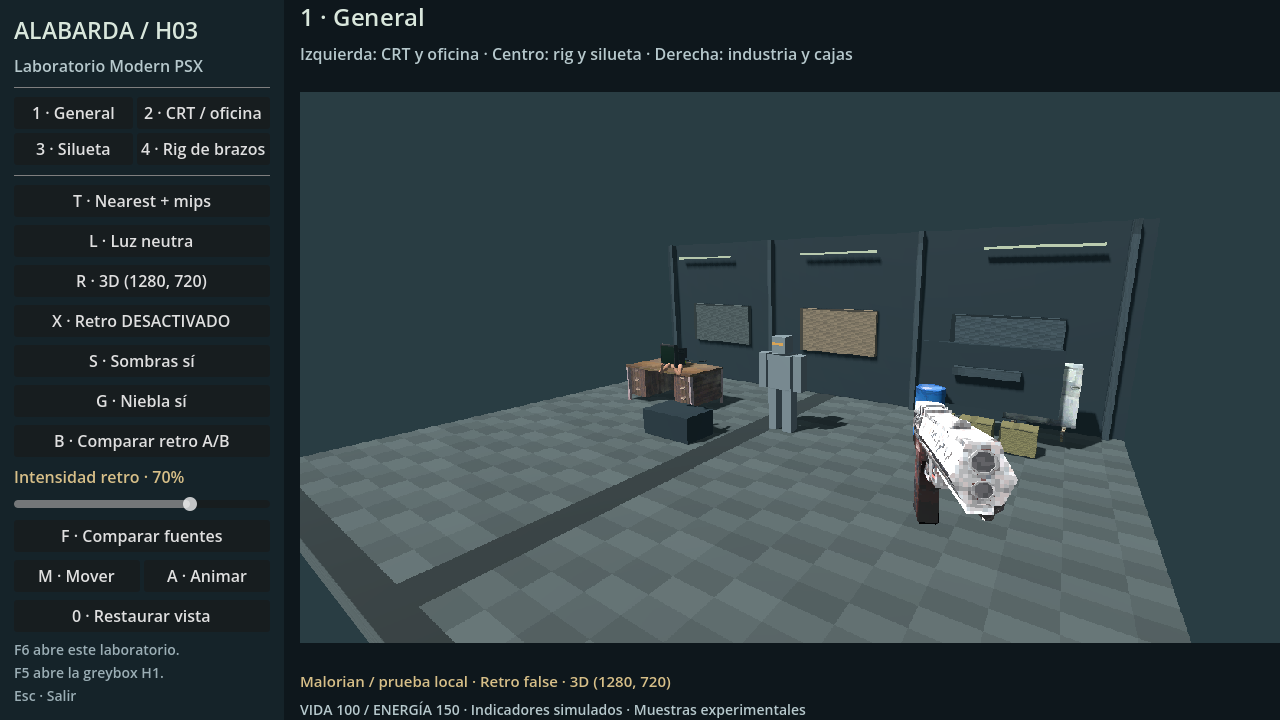 ALABARDA / H03
Laboratorio Modern PSX
1 · General
2 · CRT / oficina
3 · Silueta
4 · Rig de brazos
T · Nearest + mips
L · Luz neutra
R · 3D (1280, 720)
X · Retro DESACTIVADO
S · Sombras sí
G · Niebla sí
B · Comparar retro A/B
Intensidad retro · 70%
F · Comparar fuentes
M · Mover
A · Animar
0 · Restaurar vista
F6 abre este laboratorio.
F5 abre la greybox H1.
Esc · Salir
1 · General
Izquierda: CRT y oficina · Centro: rig y silueta · Derecha: industria y cajas
Malorian / prueba local · Retro false · 3D (1280, 720)
VIDA 100 / ENERGÍA 150 · Indicadores simulados · Muestras experimentales